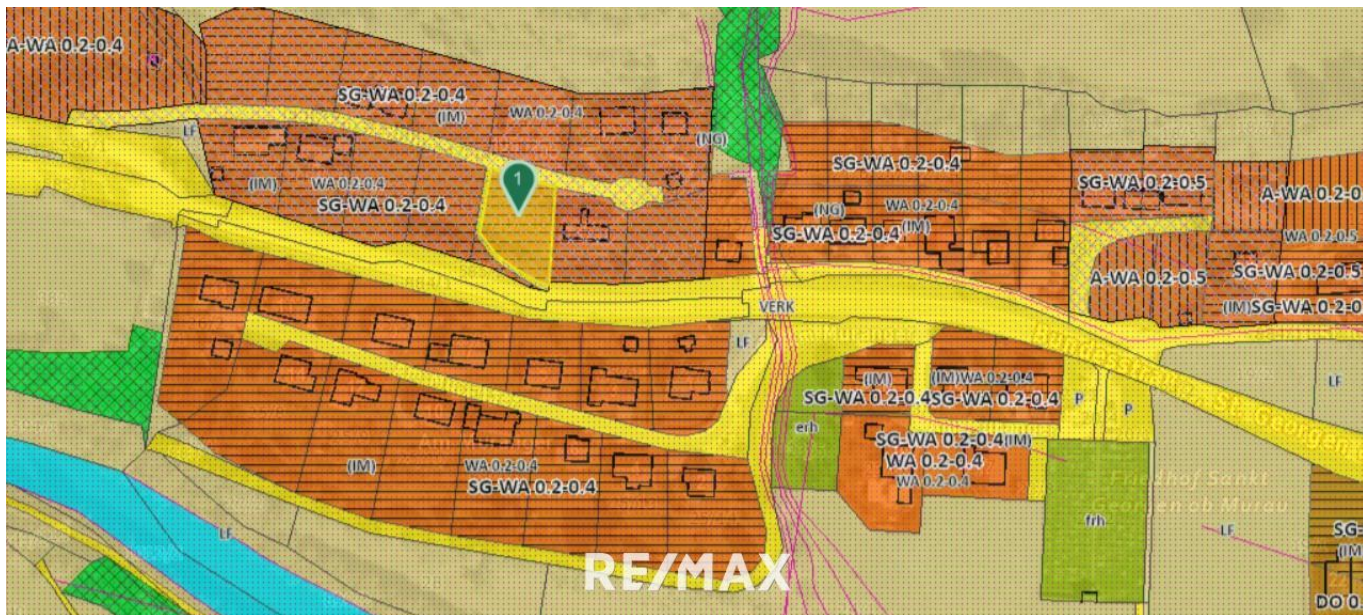 A-WA 0.2-0.4
SG-WA 0.2-0.4
(IM)
WA 0.2-0.4
(NG)
LF
1
(IM)
WA 0.2-0.4
SG-WA 0.2-0.4
SG-WA 0.2-0.4
(NG)
WA 0.2-0.4
SG-WA 0.2-0.4
(IM)
SG-WA 0.2-0.5
A-WA 0.2-0
WA 0.2-0.5
A-WA 0.2-0.5
SG-WA 0.2-0.5
(IM)
SG-WA 0.2-0
VERK
LF
LF
(IM)
(IM)
WA 0.2-0.4
SG-WA 0.2-0.4
SG-WA 0.2-0.4
P
P
erh
SG-WA 0.2-0.4
(IM)
WA 0.2-0.4
WA 0.2-0.4
(IM)
WA 0.2-0.4
SG-WA 0.2-0.4
LF
frh
LF
SG-
(IM
DO 0.
RE/MAX